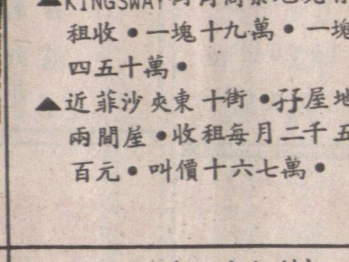 ▲KINGSWAY
租收•一塊十九萬•一塊
四五十萬•
▲近菲沙夾東十街•孖屋地
兩間屋•收租每月二千五
百元•叫價十六七萬•